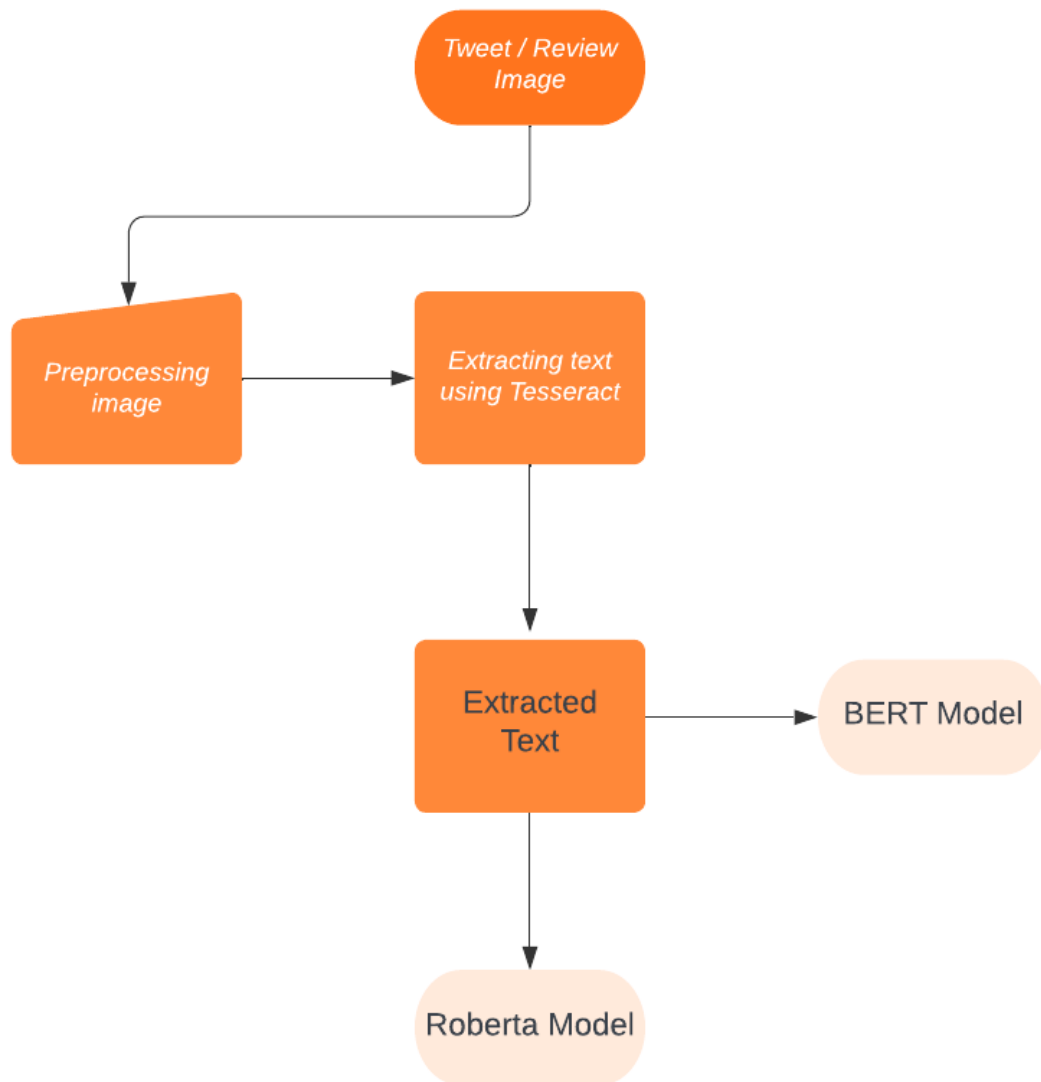 Tweet / Review
Image
Preprocessing
image
Extracting text
using Tesseract
Extracted
Text
BERT Model
Roberta Model